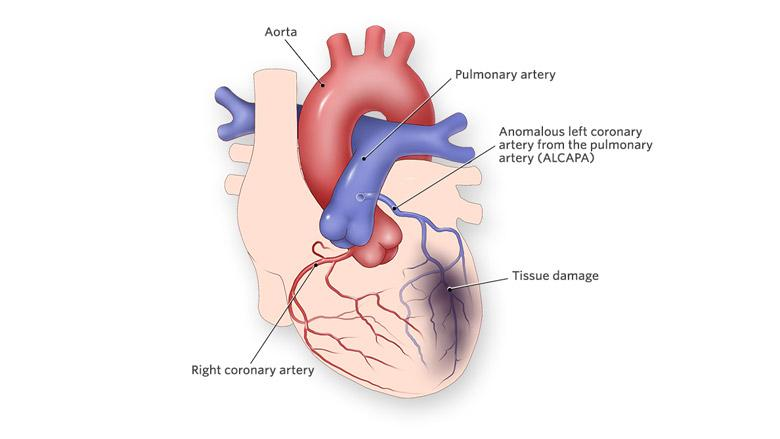 Aorta
Pulmonary artery
Anomalous left coronary
artery from the pulmonary
artery (ALCAPA)
Tissue damage
Right coronary artery